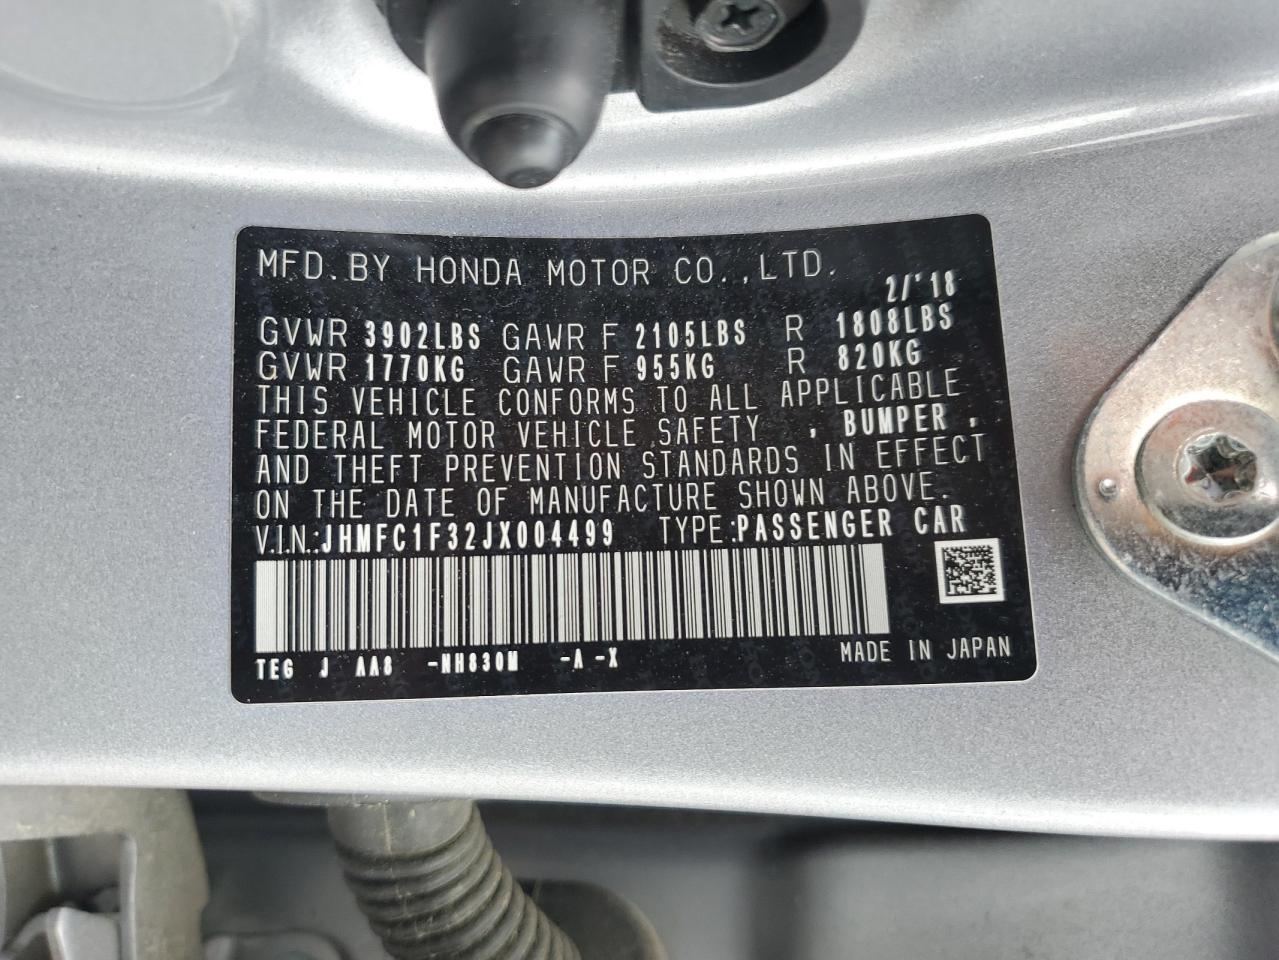 MFD. BY HONDA MOTOR CO., LTD.
2/'18
GVWR 3902LBS GAWR F 2105LBS R 1808LBS
GVWR 1770KG GAWR F 955KG R 820KG
THIS VEHICLE CONFORMS TO ALL APPLICABLE
FEDERAL MOTOR VEHICLE SAFETY , BUMPER ,
AND THEFT PREVENTION STANDARDS IN EFFECT
ON THE DATE OF MANUFACTURE SHOWN ABOVE.
V.I.N.:JHMFC1F32JX004499 TYPE:PASSENGER CAR
TEG J AA8 -NH830M -A -X
MADE IN JAPAN